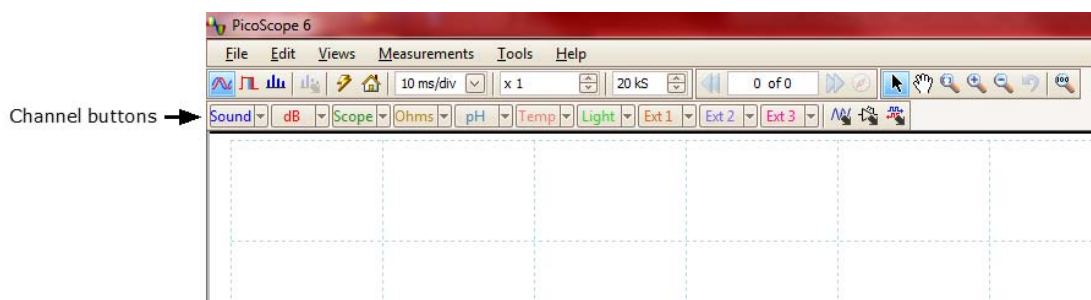 PicoScope 6
File Edit Views Measurements Tools Help
10 ms/div x 1 20 kS 0 of 0
Channel buttons Sound dB Scope Ohms pH Temp Light Ext 1 Ext 2 Ext 3